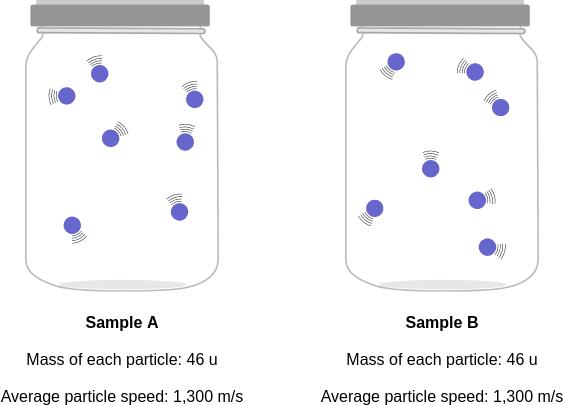 Sample A
Mass of each particle: 46 u
Average particle speed: 1,300 m/s
Sample B
Mass of each particle: 46 u
Average particle speed: 1,300 m/s